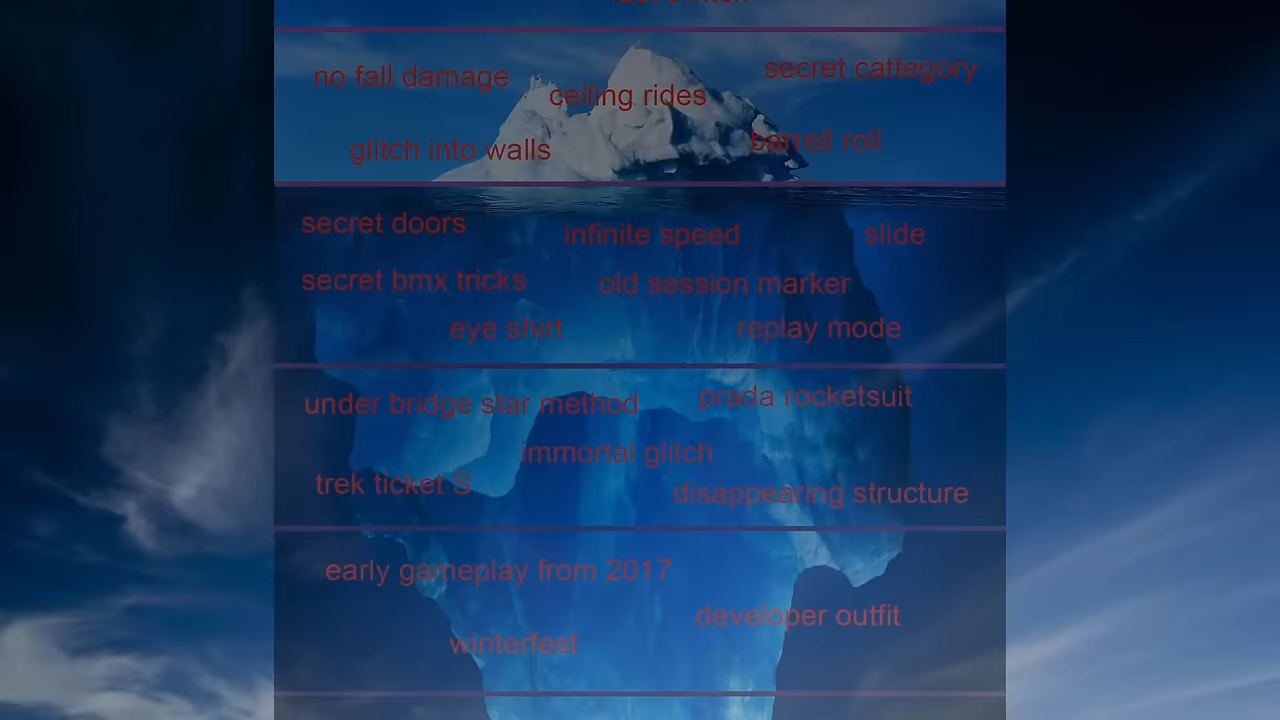 no fall damage
secret cattegory
ceiling rides
barrell roll
glitch into walls
secret doors
infinite speed
slide
secret bmx tricks
old session marker
eye shirt
replay mode
under bridge star method
prada rocketsuit
immortal glitch
trek ticket S
disappearing structure
early gameplay from 2017
developer outfit
winterfest